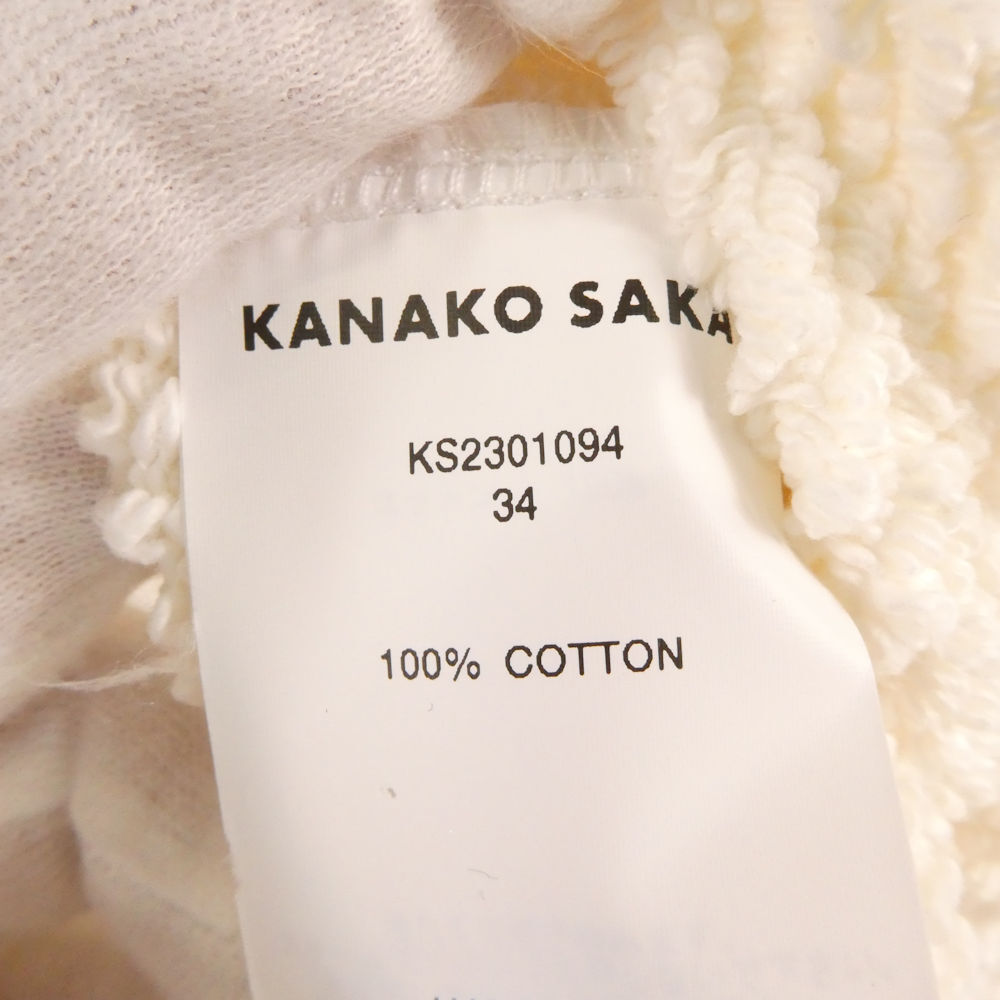 KANAKO SAKA
KS2301094
34
100% COTTON